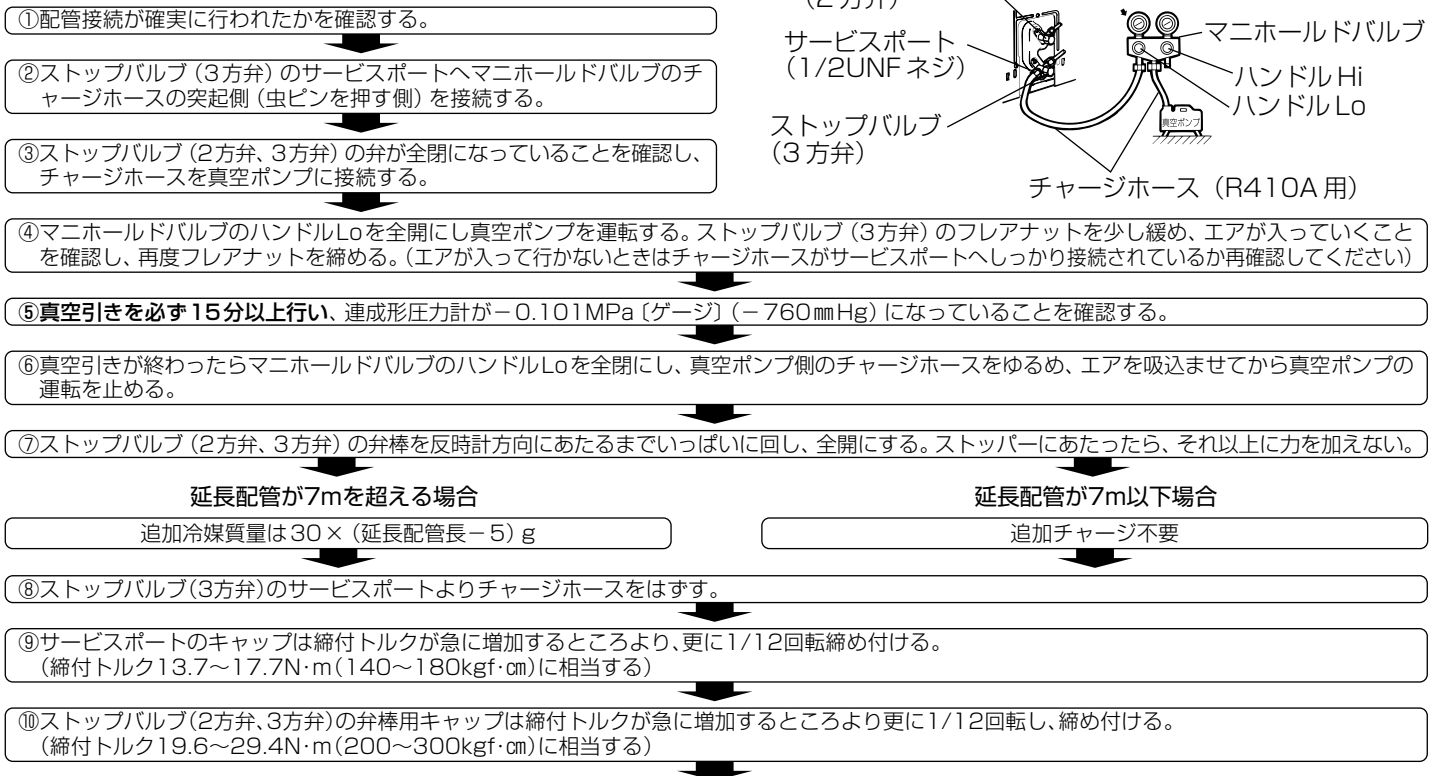 ①配管接続が確実に行われたかを確認する。
②ストップバルブ（3方弁）のサービスポートへマニホールドバルブのチ
ャージホースの突起側（虫ピンを押す側）を接続する。
③ストップバルブ（2方弁、3方弁）の弁が全閉になっていることを確認し、
チャージホースを真空ポンプに接続する。
（2方弁）
サービスポート
（1/2UNFネジ）
ストップバルブ
（3方弁）
マニホールドバルブ
ハンドルHi
ハンドルLo
真空ポンプ
チャージホース（R410A用）
④マニホールドバルブのハンドルLoを全開にし真空ポンプを運転する。ストップバルブ（3方弁）のフレアナットを少し緩め、エアが入っていくこと
を確認し、再度フレアナットを締める。（エアが入って行かないときはチャージホースがサービスポートへしっかり接続されているか再確認してください）
⑤真空引きを必ず15分以上行い、連成形圧力計が－0.101MPa〔ゲージ〕（－760㎜Hg）になっていることを確認する。
⑥真空引きが終わったらマニホールドバルブのハンドルLoを全閉にし、真空ポンプ側のチャージホースをゆるめ、エアを吸込ませてから真空ポンプの
運転を止める。
⑦ストップバルブ（2方弁、3方弁）の弁棒を反時計方向にあたるまでいっぱいに回し、全開にする。ストッパーにあたったら、それ以上に力を加えない。
延長配管が7mを超える場合
延長配管が7m以下場合
追加冷媒質量は30×（延長配管長－5）g
追加チャージ不要
⑧ストップバルブ(3方弁)のサービスポートよりチャージホースをはずす。
⑨サービスポートのキャップは締付トルクが急に増加するところより、更に1/12回転締め付ける。
（締付トルク13.7～17.7N·m(140～180kgf·㎝)に相当する）
⑩ストップバルブ(2方弁、3方弁)の弁棒用キャップは締付トルクが急に増加するところより更に1/12回転し、締め付ける。
（締付トルク19.6～29.4N·m(200～300kgf·㎝)に相当する）